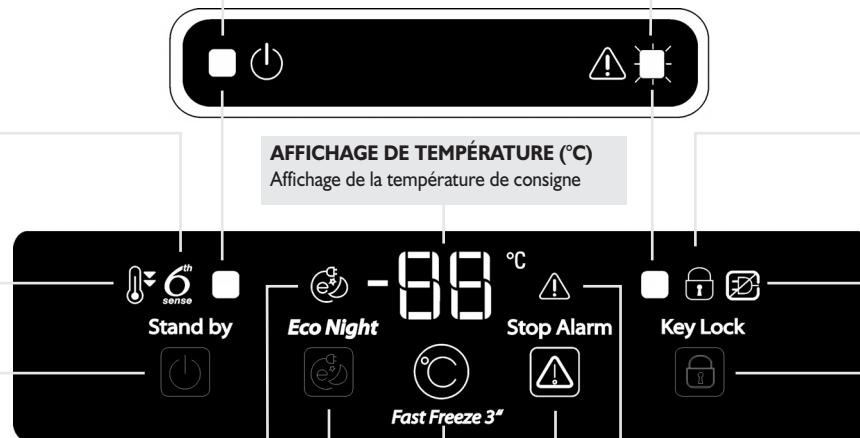 AFFICHAGE DE TEMPÉRATURE (°C)
Affichage de la température de consigne
6th sense
-88 °C
Stand by
Eco Night
Stop Alarm
Key Lock
e
e
°C
Fast Freeze 3”